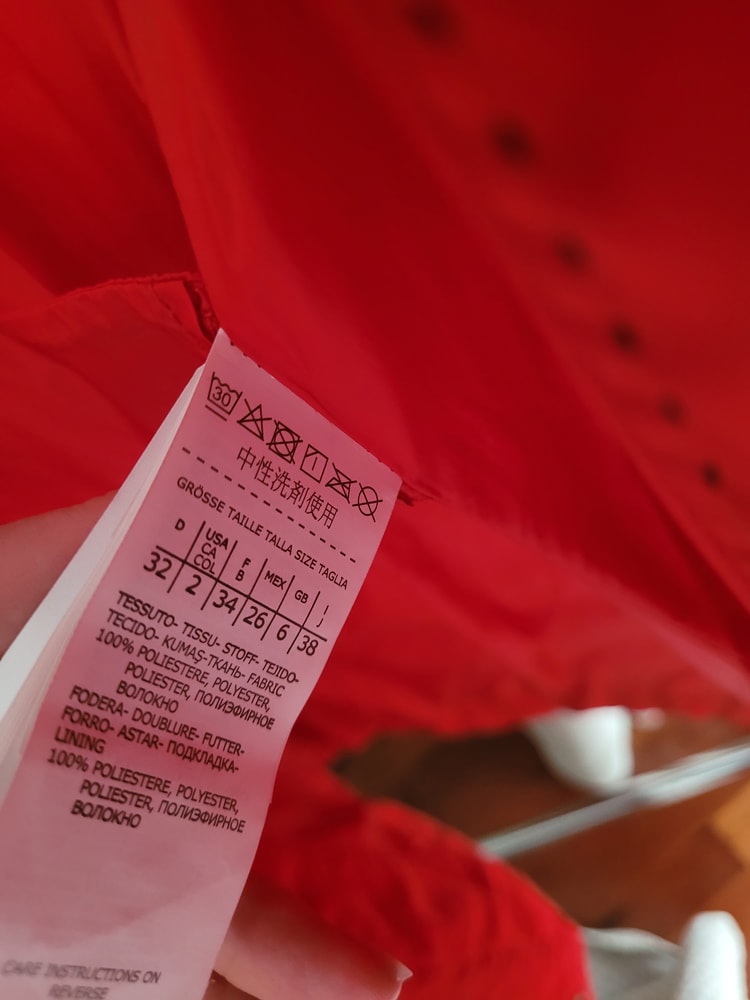 30
中性洗剤使用
GRÖSSE TAILLE TALLA SIZE TAGLIA
D USA CA COL F B MEX GB I J
32 2 34 26 6 38
TESSUTO- TISSU- STOFF- TEJIDO-
TECIDO- KUMAŞ-ТКАНЬ- FABRIC
100% POLIESTERE, POLYESTER,
POLIESTER, ПОЛИЭФИРНОЕ
ВОЛОКНО
FODERA- DOUBLURE- FUTTER-
FORRO- ASTAR- ПОДКЛАДКА-
LINING
100% POLIESTERE, POLYESTER,
POLIESTER, ПОЛИЭФИРНОЕ
ВОЛОКНО
CARE INSTRUCTIONS ON
REVERSE